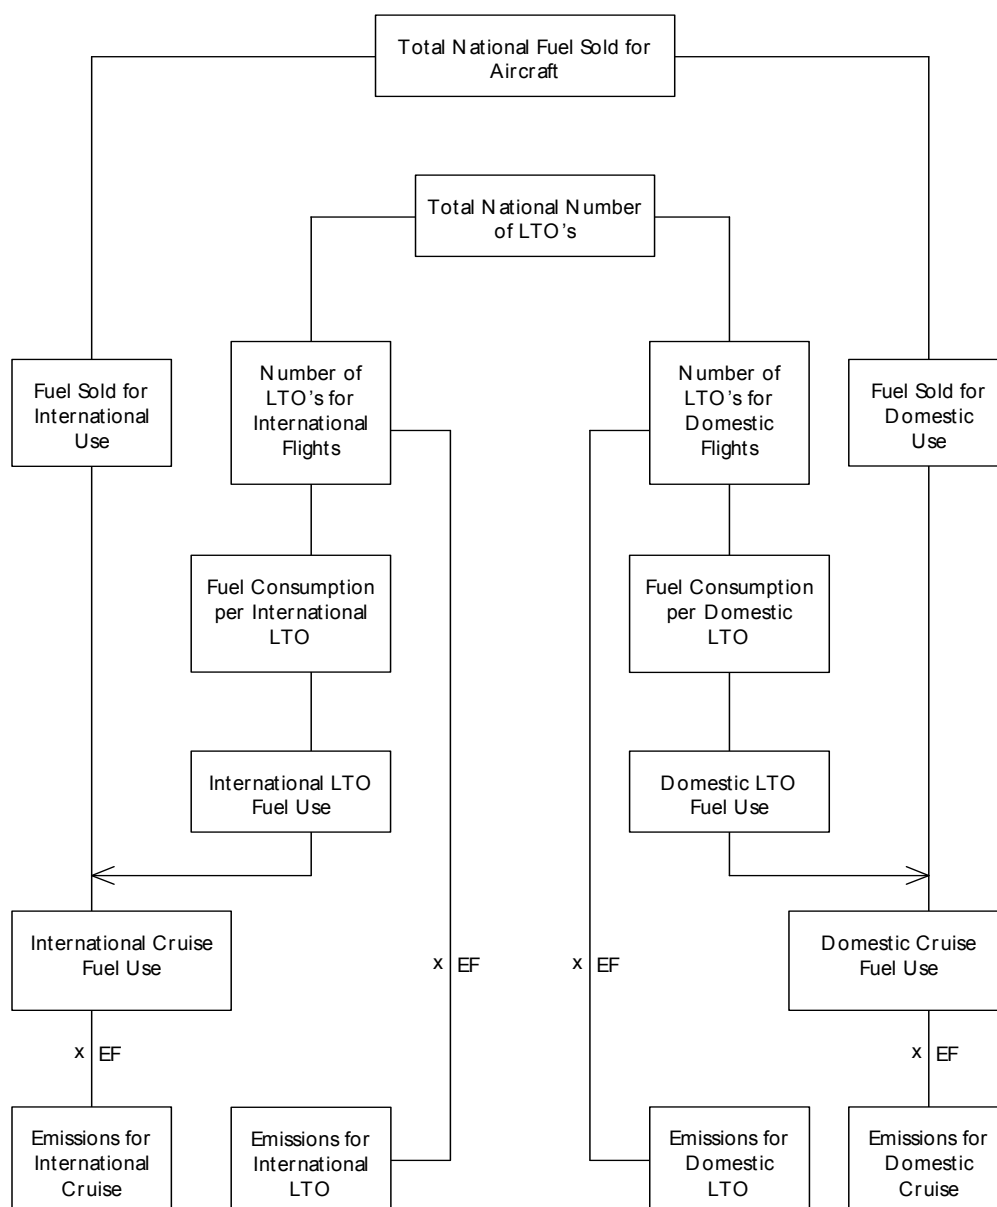 Total National Fuel Sold for
Aircraft
Total National Number
of LTO's
Fuel Sold for
International
Use
Number of
LTO's for
International
Flights
Number of
LTO's for
Domestic
Flights
Fuel Sold for
Domestic
Use
Fuel Consumption
per International
LTO
Fuel Consumption
per Domestic
LTO
International LTO
Fuel Use
Domestic LTO
Fuel Use
International Cruise
Fuel Use
x EF
x EF
Domestic Cruise
Fuel Use
x EF
x EF
Emissions for
International
Cruise
Emissions for
International
LTO
Emissions for
Domestic
LTO
Emissions for
Domestic
Cruise